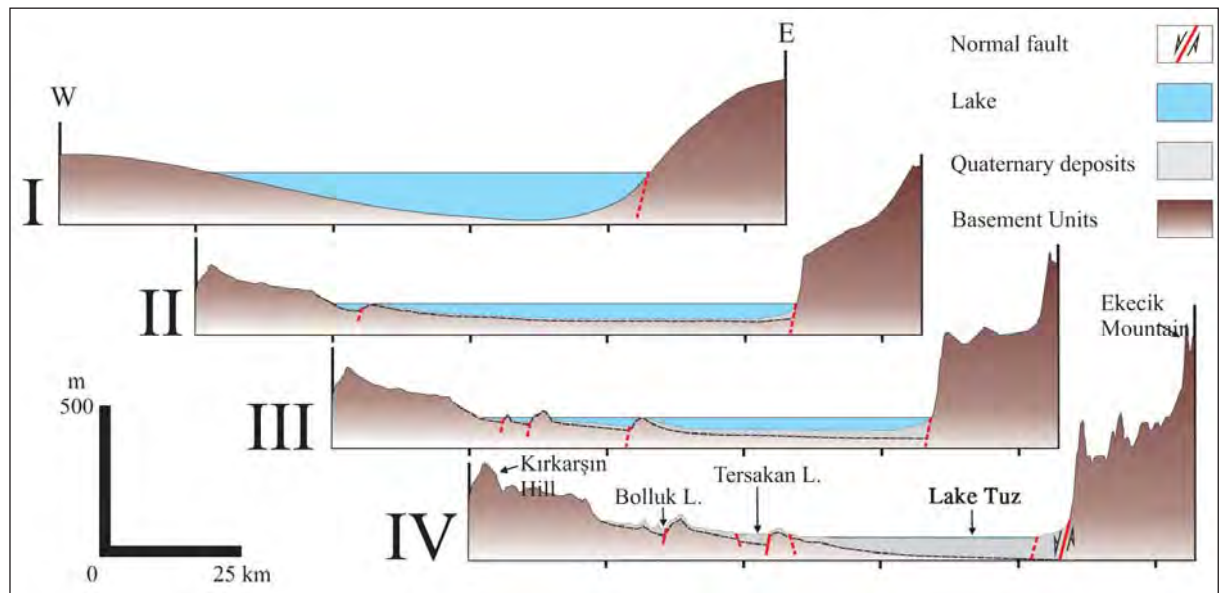 W
E
Normal fault
Lake
Quaternary deposits
Basement Units
I
II
III
IV
Ekecik
Mountain
m
500
0
25 km
Kırkarşın
Hill
Bolluk L.
Tersakan L.
Lake Tuz